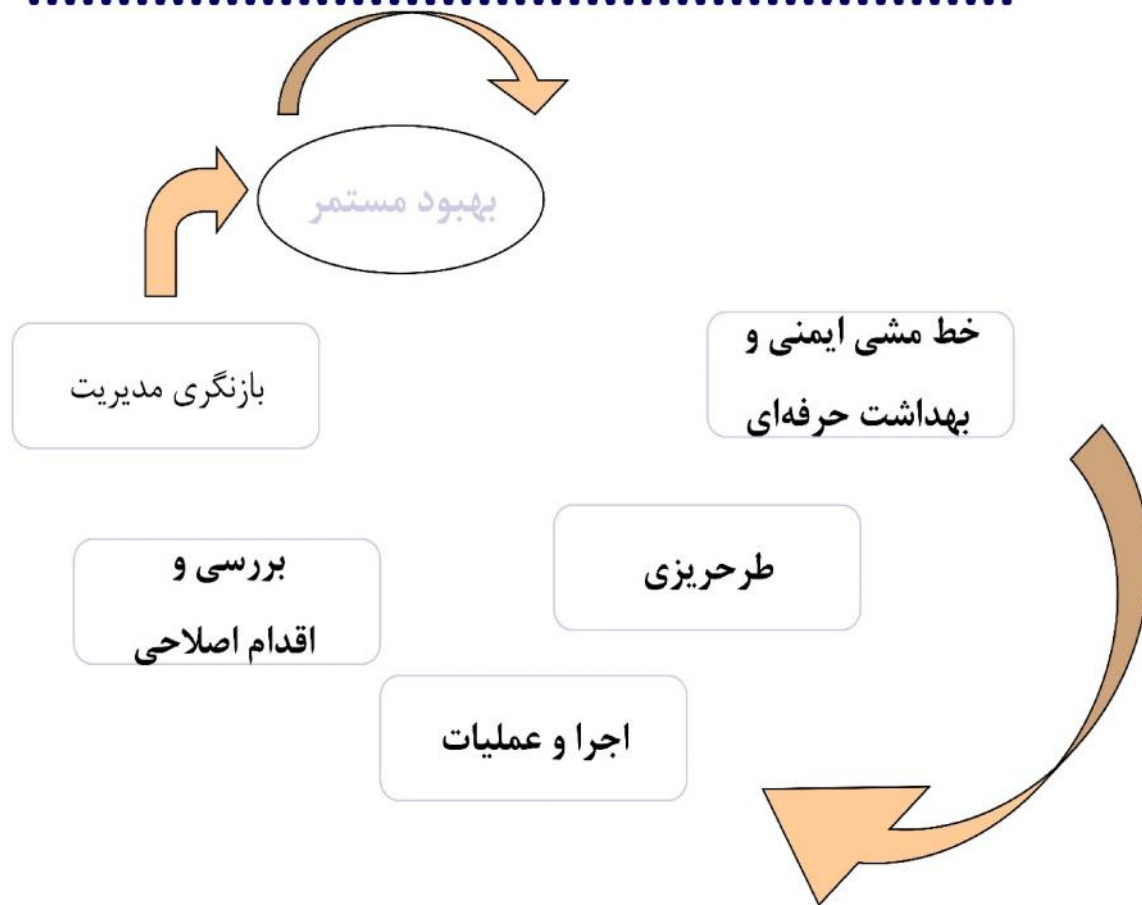 بهبود مستمر
خط مشی ایمنی و
بهداشت حرفه‌ای
بازنگری مدیریت
طرحریزی
بررسی و
اقدام اصلاحی
اجرا و عملیات